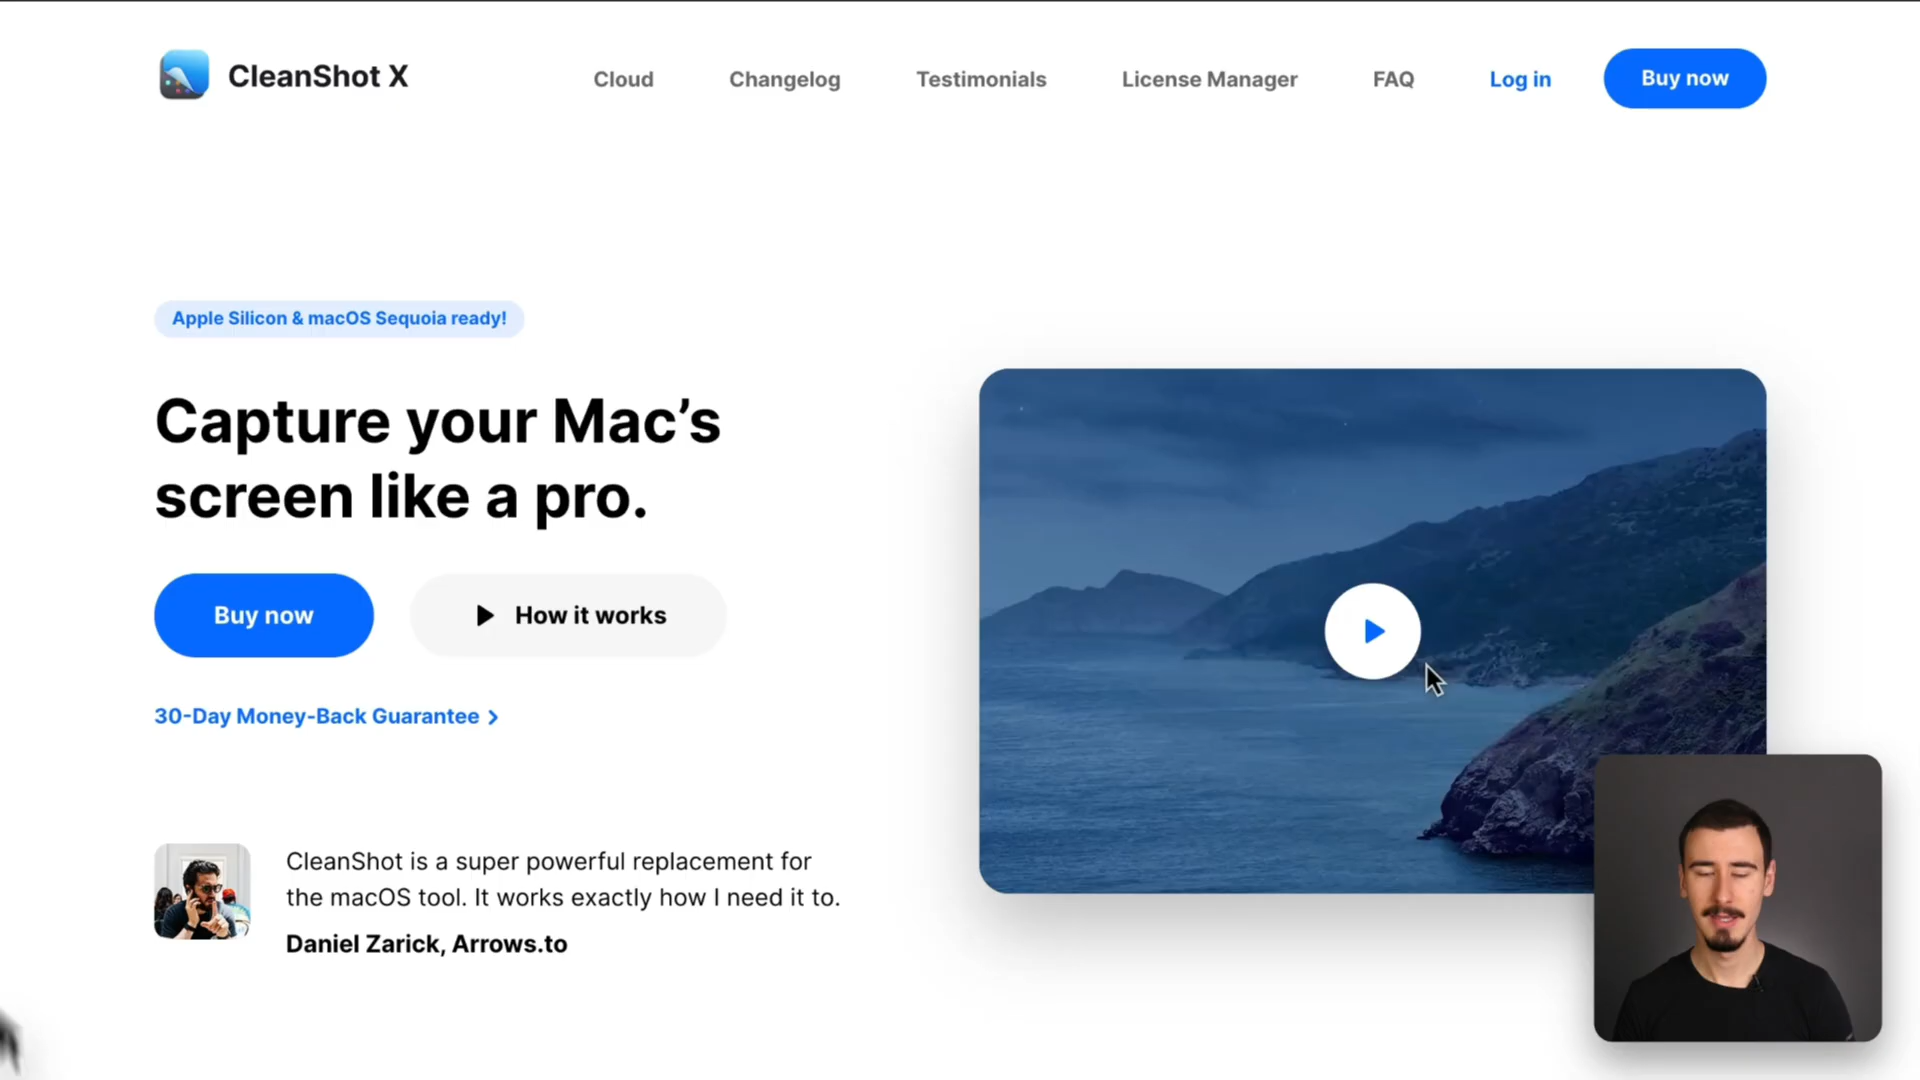 CleanShot X
Cloud
Changelog
Testimonials
License Manager
FAQ
Log in
Buy now
Apple Silicon & macOS Sequoia ready!
Capture your Mac’s
screen like a pro.
Buy now
How it works
30-Day Money-Back Guarantee
CleanShot is a super powerful replacement for
the macOS tool. It works exactly how I need it to.
Daniel Zarick, Arrows.to